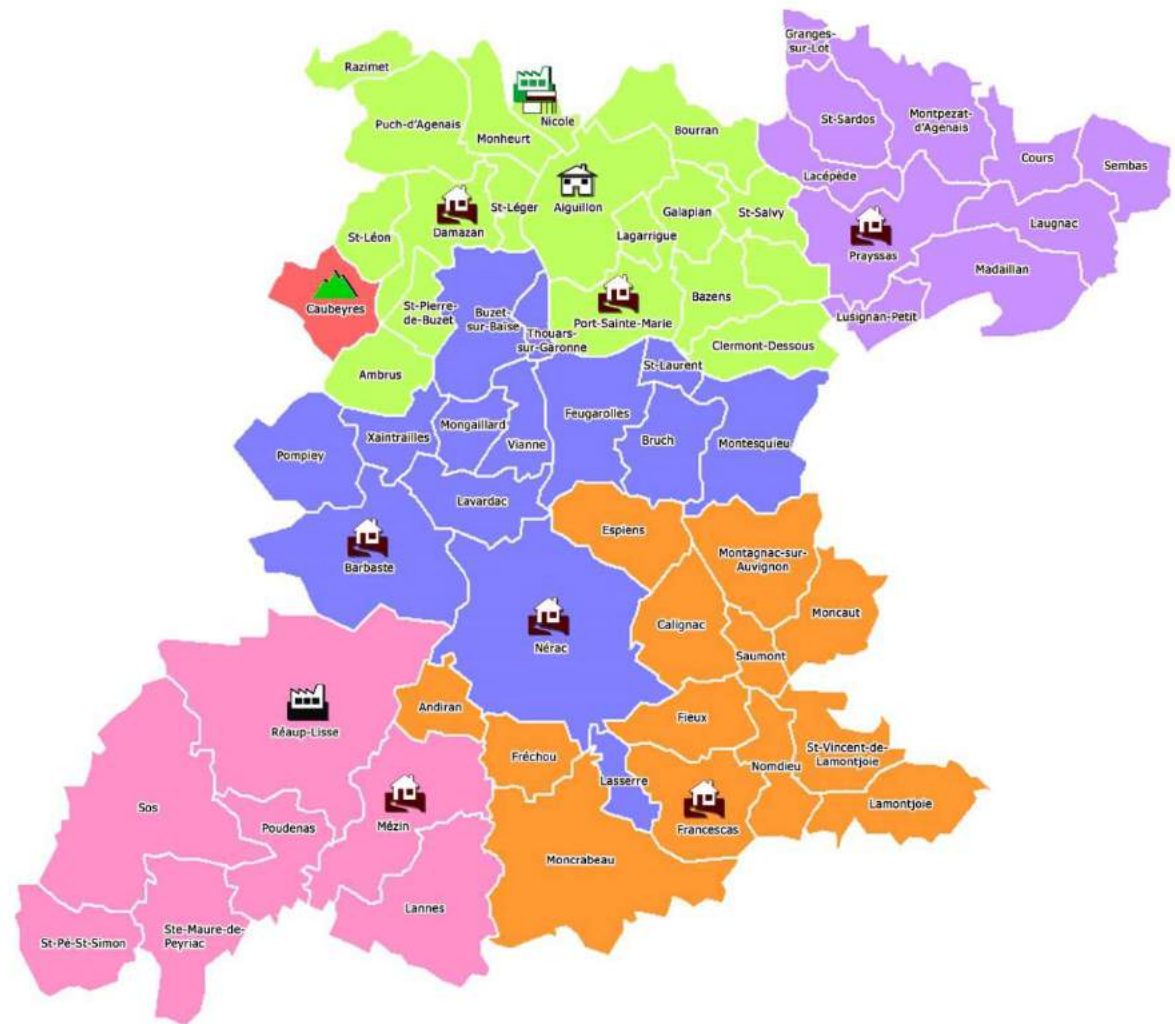 Granges-
sur-Lot
Razimet
St-Sardos
Montpezat-
d'Agenais
Puch-d'Agenais
Nicole
Monheurt
Bourran
Cours
Sembas
Lacépède
St-Léger
Aiguillon
Galapian
St-Salvy
Laugnac
St-Léon
Damazan
Lagarrigue
Prayssas
Madaillan
Caubeyres
St-Pierre-
de-Buzet
Buzet-
sur-Baïse
Thouars-
sur-Garonne
Port-Sainte-Marie
Bazens
Lusignan-Petit
Clermont-Dessous
St-Laurent
Ambrus
Feugarolles
Xaintrailles
Mongaillard
Vianne
Bruch
Montesquieu
Pompiey
Lavardac
Espiens
Montagnac-sur-
Auvignon
Barbaste
Moncaut
Calignac
Nérac
Saumont
Andiran
Fieux
Réaup-Lisse
Fréchou
St-Vincent-de-
Lamontjoie
Nomdieu
Lasserre
Sos
Lamontjoie
Poudenas
Mézin
Francescas
Moncrabeau
Lannes
St-Pé-St-Simon
Ste-Maure-de-
Peyriac